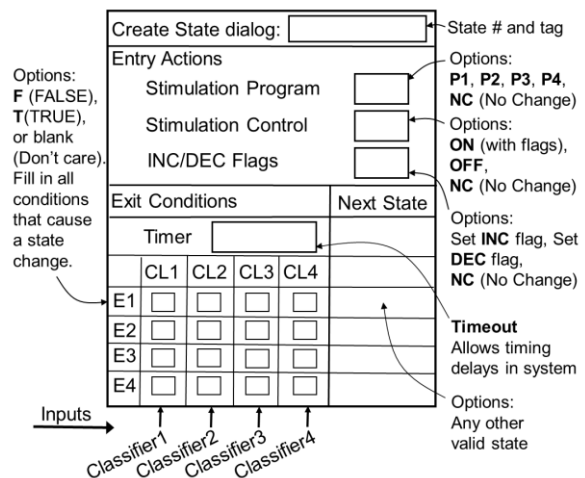 Create State dialog:
State # and tag
Entry Actions
Stimulation Program
Stimulation Control
INC/DEC Flags
Options:
P1, P2, P3, P4,
NC (No Change)
Options:
ON (with flags),
OFF,
NC (No Change)
Options:
Set INC flag, Set
DEC flag,
NC (No Change)
Options:
F (FALSE),
T(TRUE),
or blank
(Don't care).
Fill in all
conditions
that cause
a state
change.
Exit Conditions
Next State
Timer
CL1 CL2 CL3 CL4
E1
E2
E3
E4
Timeout
Allows timing
delays in system
Options:
Any other
valid state
Inputs
Classifier1
Classifier2
Classifier3
Classifier4